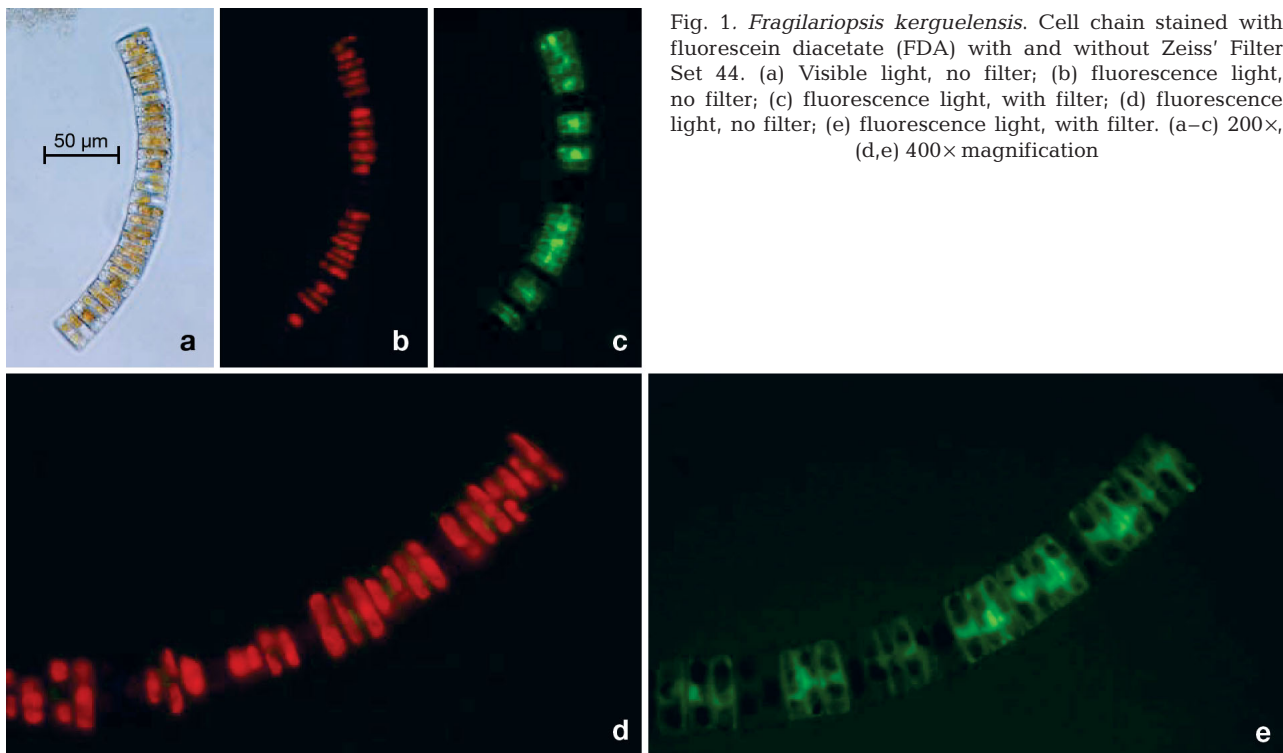 Fig. 1. Fragilariopsis kerguelensis. Cell chain stained with
fluorescein diacetate (FDA) with and without Zeiss' Filter
Set 44. (a) Visible light, no filter; (b) fluorescence light,
no filter; (c) fluorescence light, with filter; (d) fluorescence
light, no filter; (e) fluorescence light, with filter. (a–c) 200×,
(d,e) 400× magnification
50 µm
a
b
c
d
e